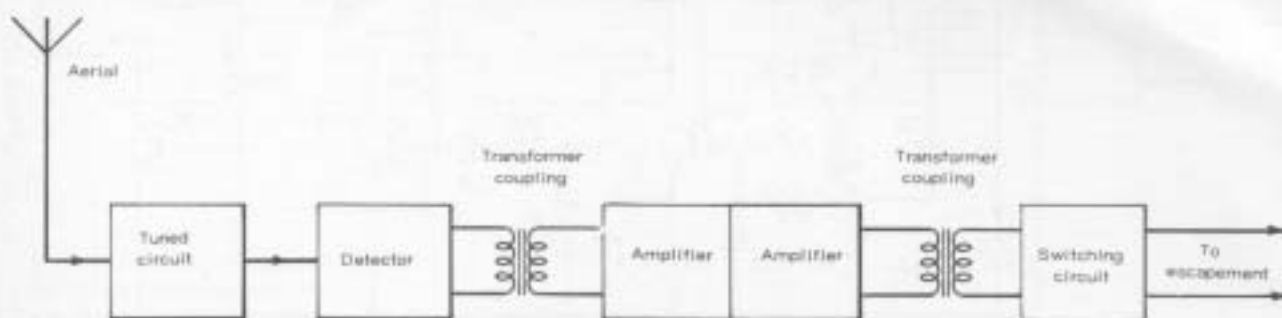 Aerial
Transformer
coupling
Transformer
coupling
Tuned
circuit
Detector
Amplifier
Amplifier
Switching
circuit
To
escapement